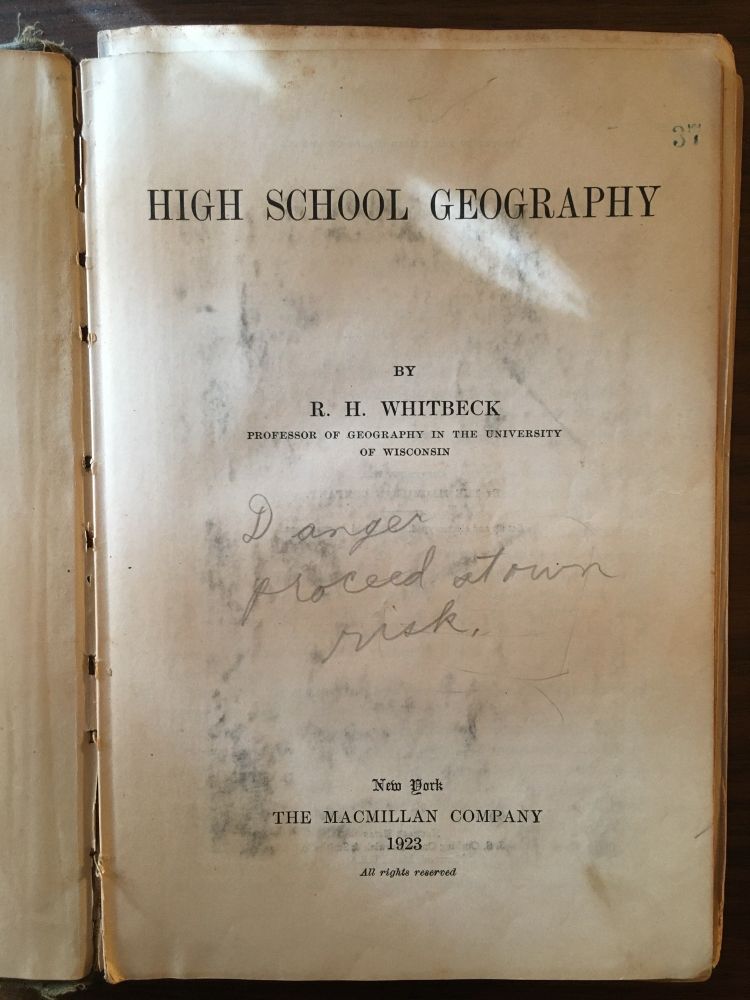 37
HIGH SCHOOL GEOGRAPHY
BY
R. H. WHITBECK
PROFESSOR OF GEOGRAPHY IN THE UNIVERSITY
OF WISCONSIN
Danger
proceed at own
risk.
New York
THE MACMILLAN COMPANY
1923
All rights reserved